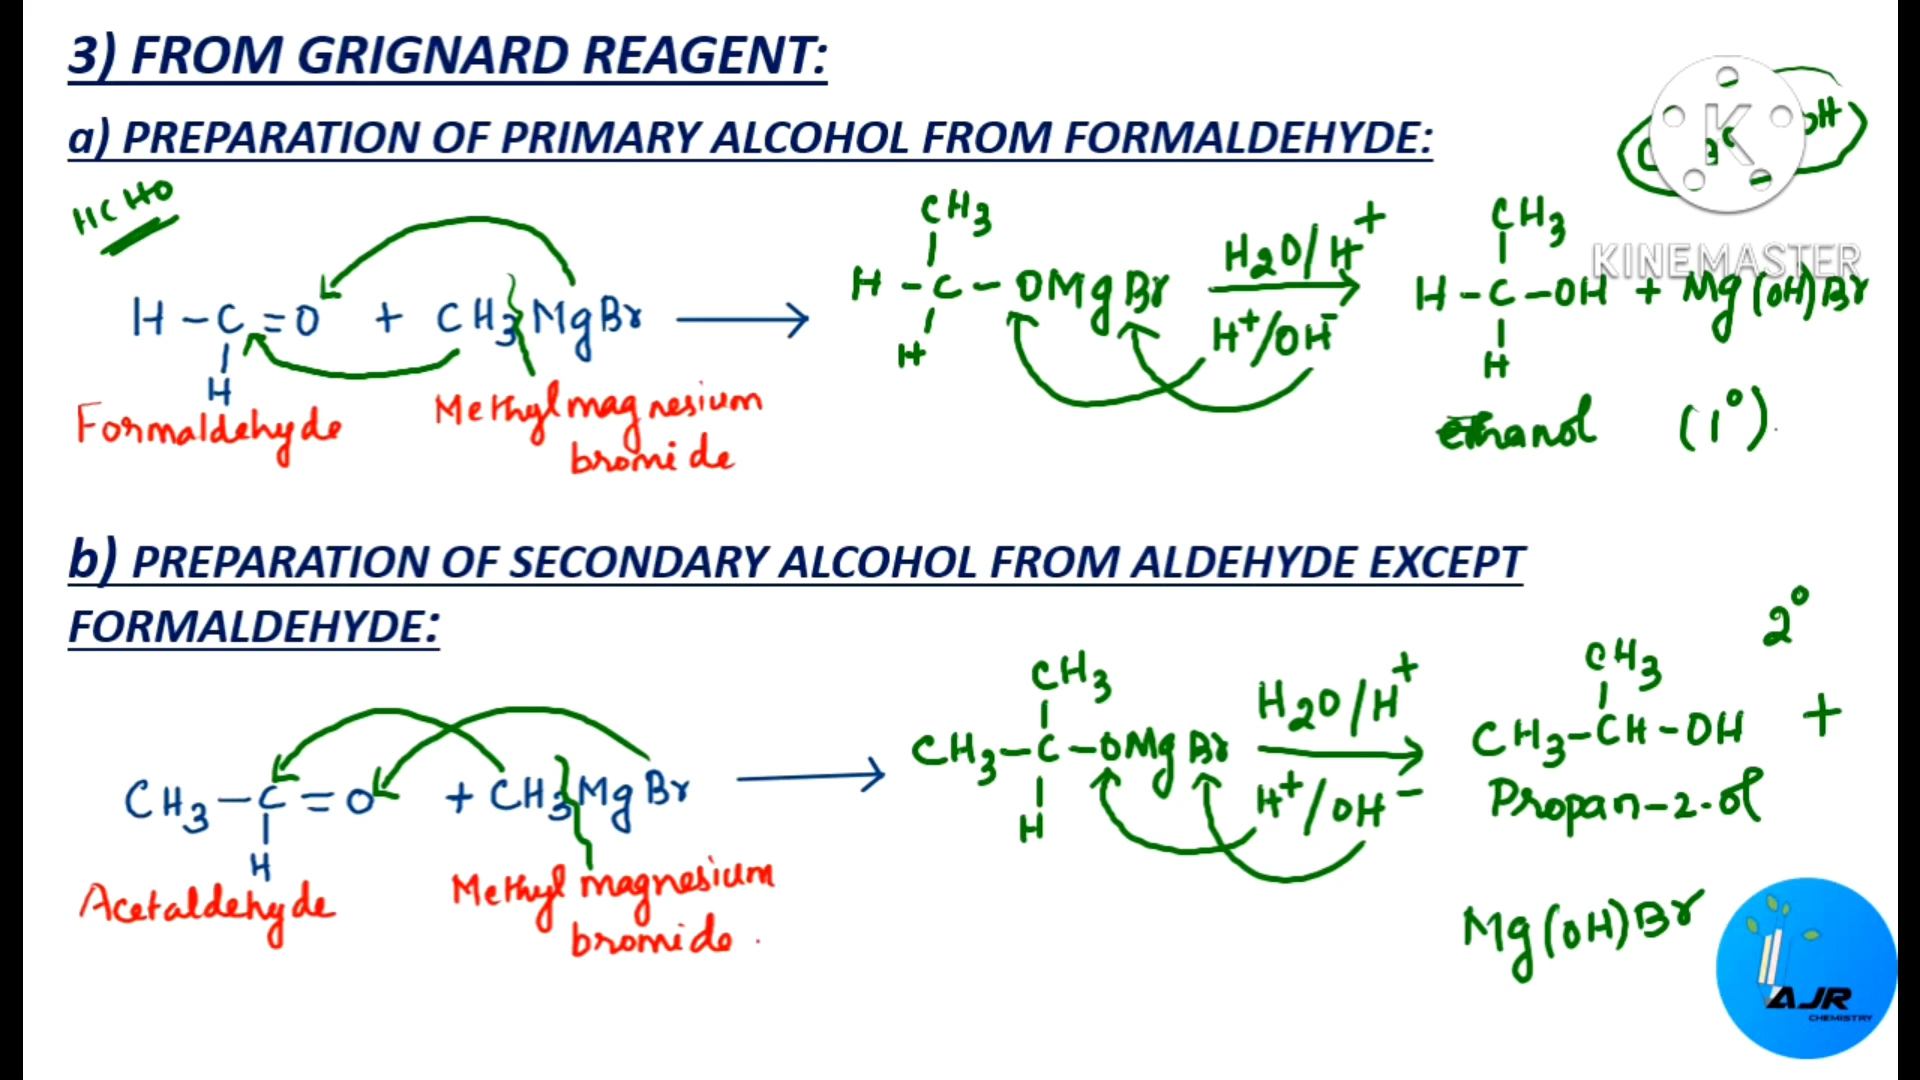 3) FROM GRIGNARD REAGENT:
a) PREPARATION OF PRIMARY ALCOHOL FROM FORMALDEHYDE:
OH
K
KINEMASTER
HCHO
CH3
H - C - OMgBr
H
H2O/H+
H+/OH-
CH3
H - C - OH + Mg(OH)Br
H
H - C = O + CH3MgBr
H
Formaldehyde
Methylmagnesium
bromide
ethanol (1°)
b) PREPARATION OF SECONDARY ALCOHOL FROM ALDEHYDE EXCEPT
FORMALDEHYDE:
2°
CH3
CH3 - C - OMgBr
H
H2O/H+
H+/OH-
CH3
CH3 - CH - OH +
Propan-2-ol
CH3 - C = O + CH3MgBr
H
Acetaldehyde
Methyl magnesium
bromide.
Mg(OH)Br
AJR
CHEMISTRY